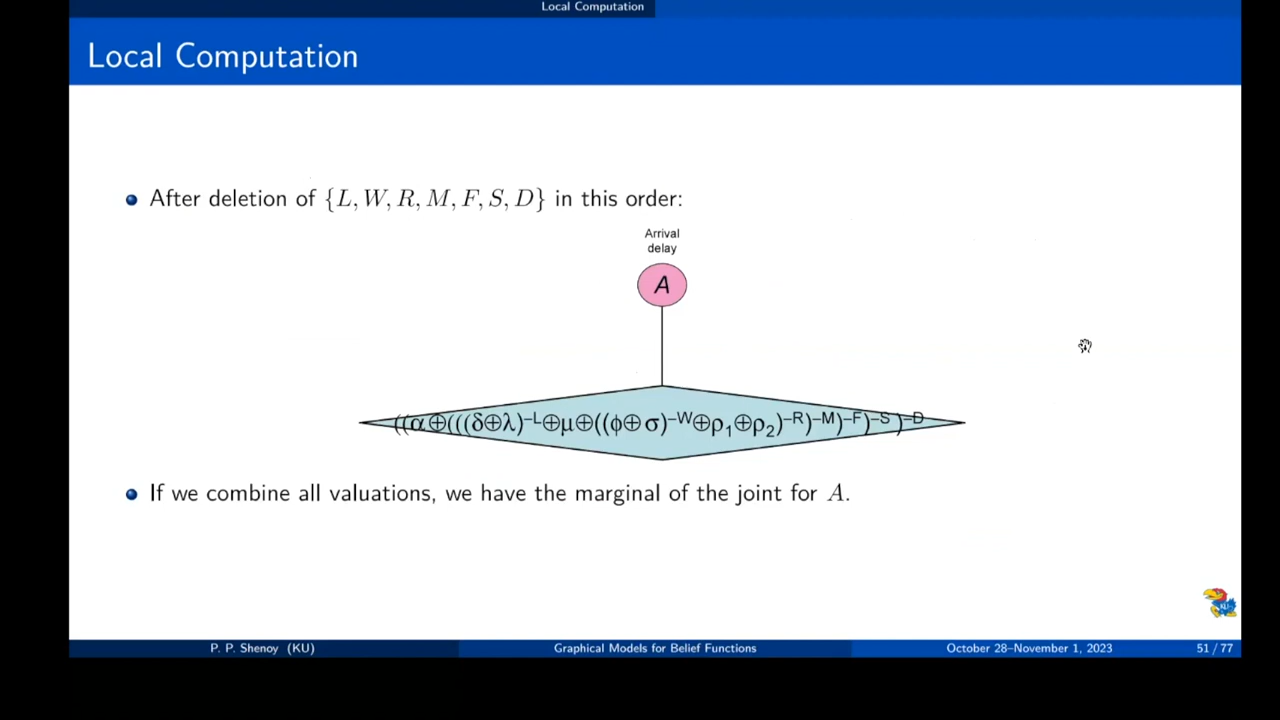 Local Computation
Local Computation
After deletion of {L, W, R, M, F, S, D} in this order:
Arrival
delay
A
((α⊕(((δ⊕λ)⁻ᴸ⊕μ⊕((ϕ⊕σ)⁻ᵂ⊕ρ₁⊕ρ₂)⁻ᴿ)⁻ᴹ)⁻F)⁻S)⁻ᴰ
If we combine all valuations, we have the marginal of the joint for A.
KU
P. P. Shenoy (KU)
Graphical Models for Belief Functions
October 28–November 1, 2023
51 / 77